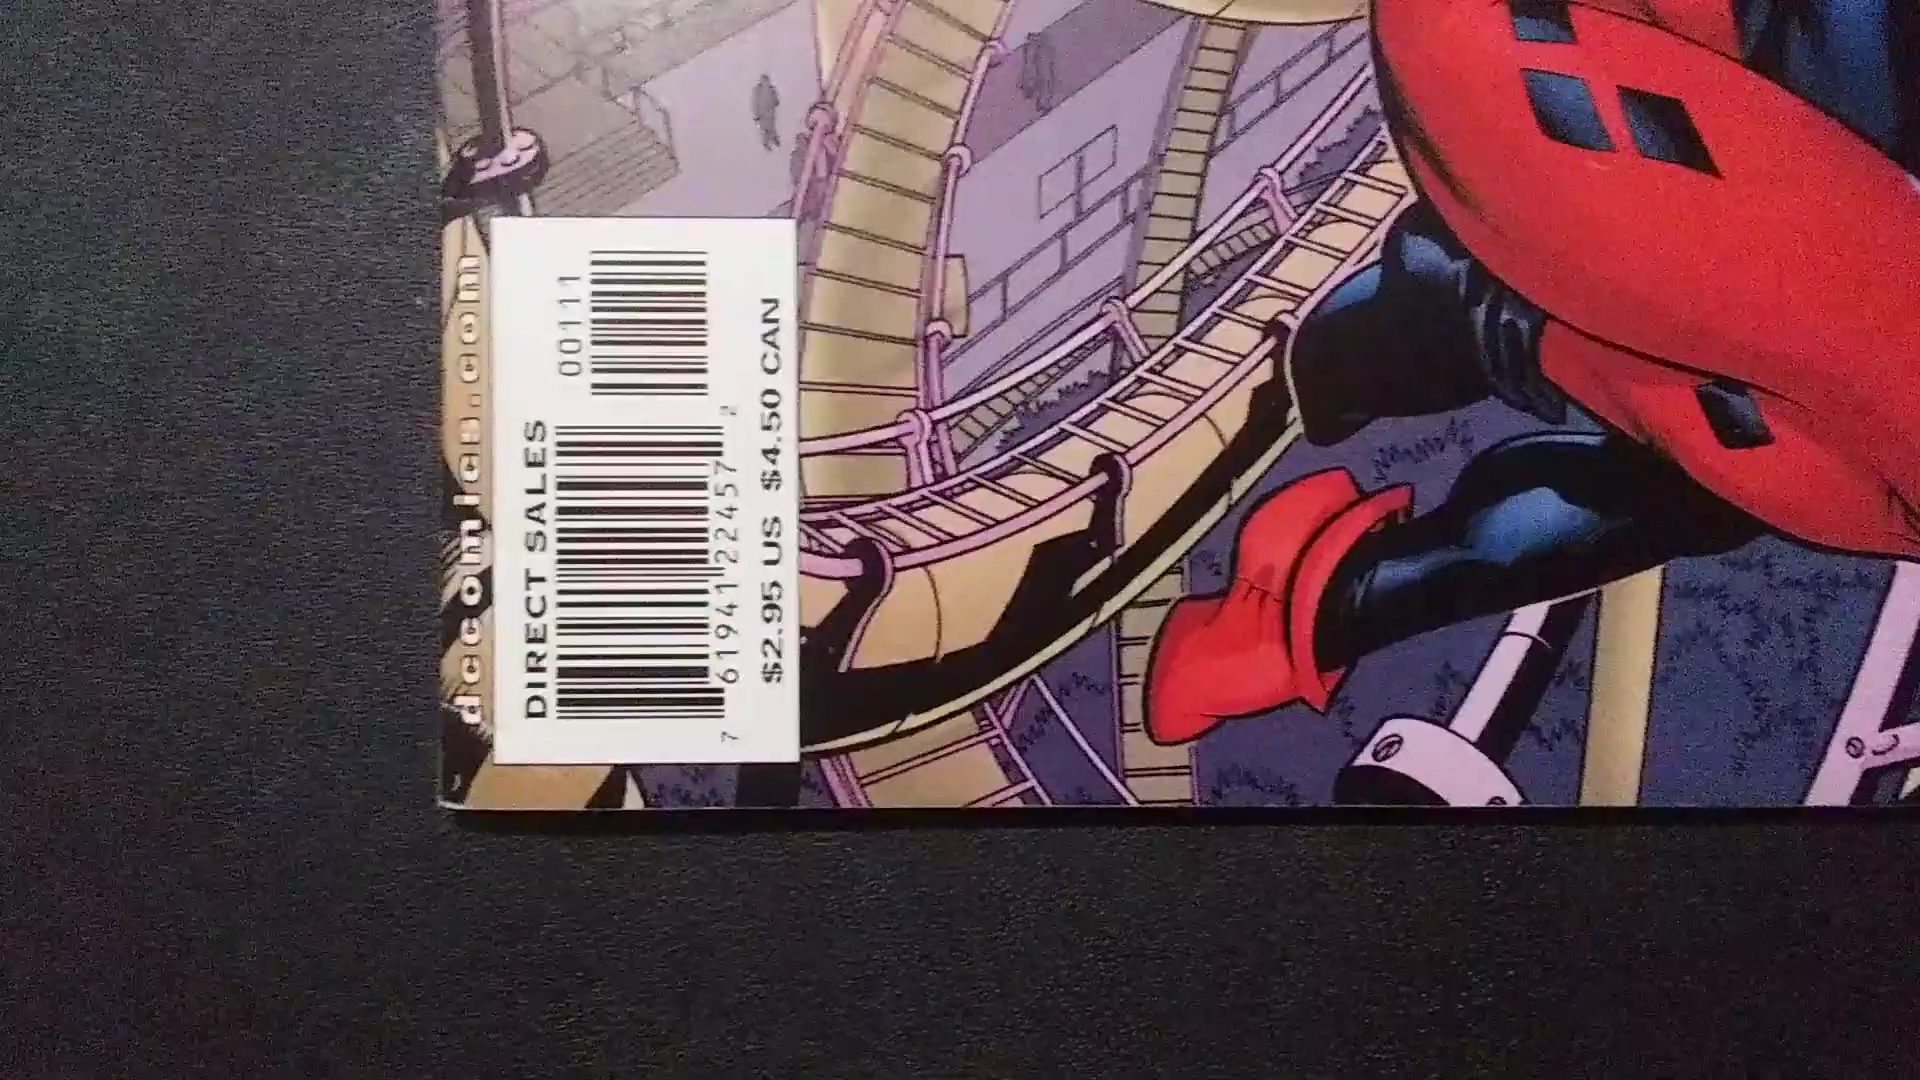 dccomics.com
DIRECT SALES
00111
7 61941 22457 2
$2.95 US $4.50 CAN